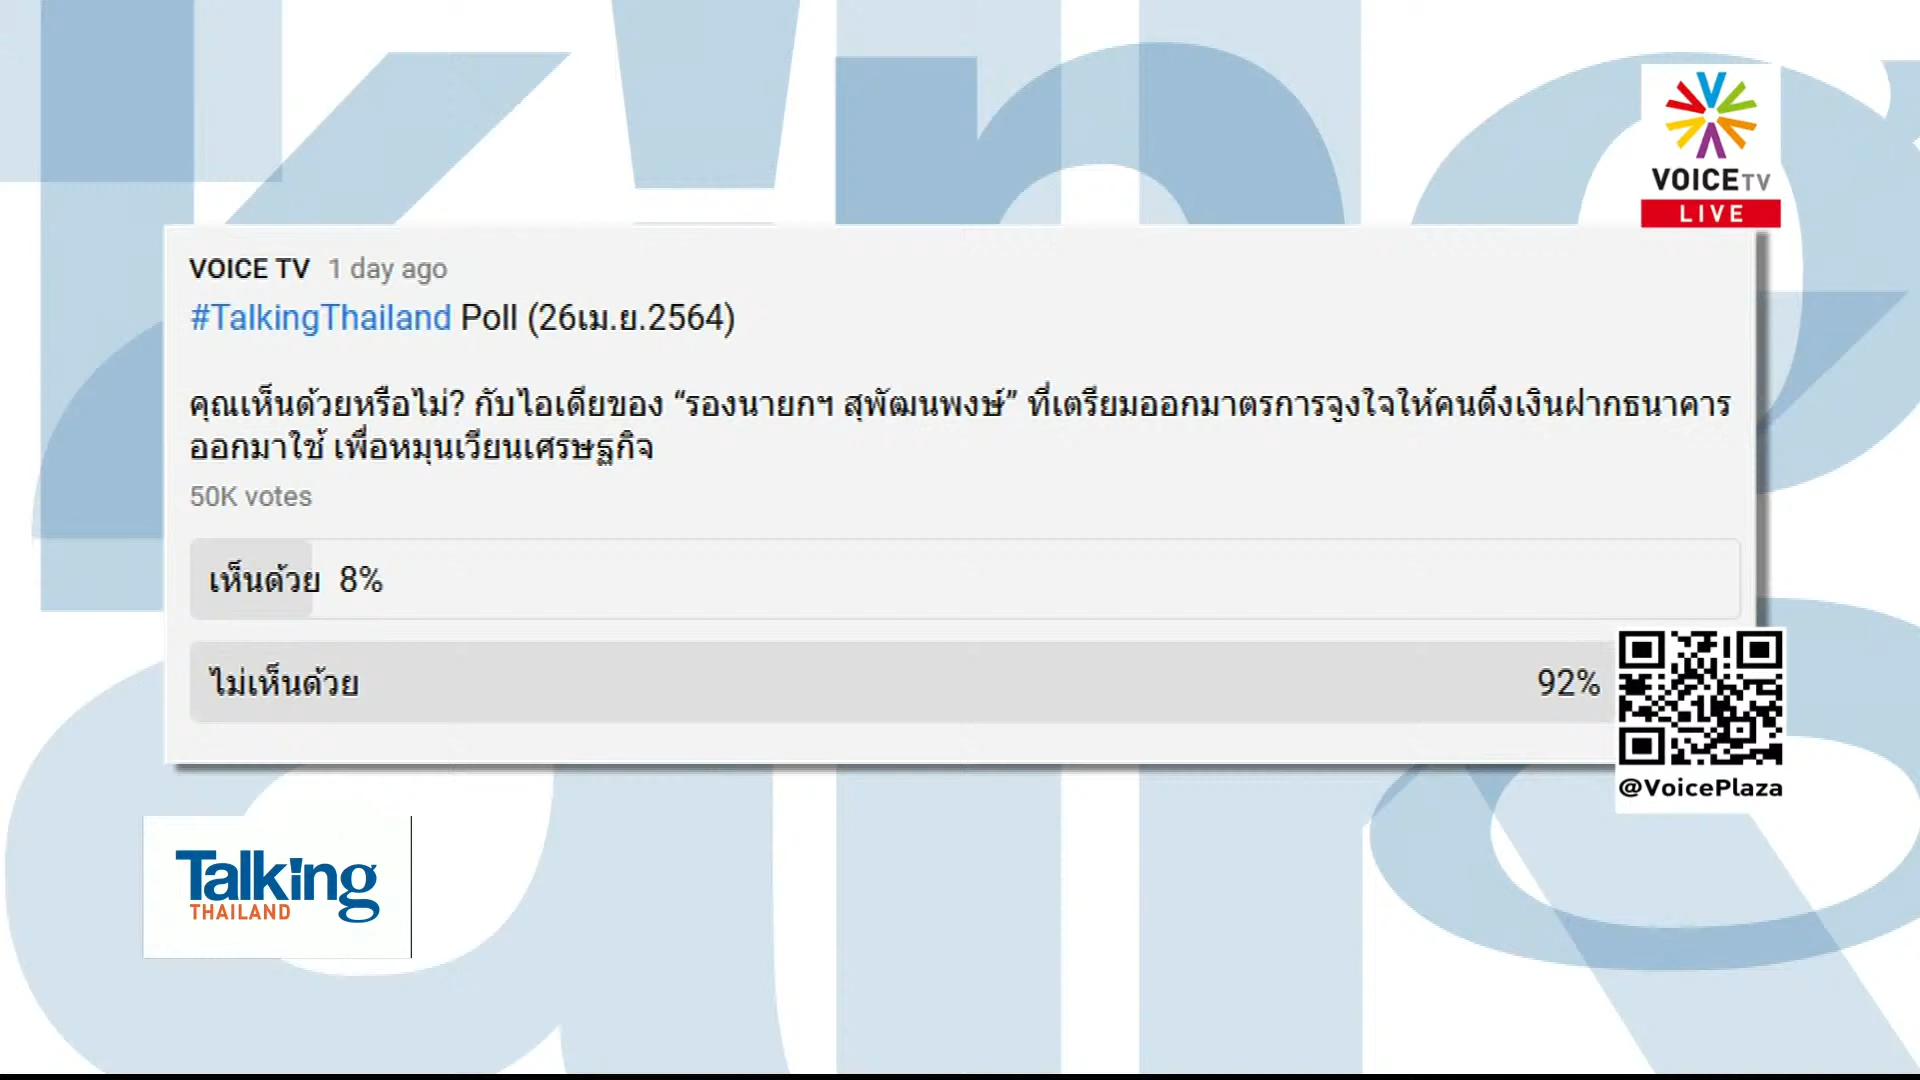 VOICE TV
LIVE
VOICE TV 1 day ago
#TalkingThailand Poll (26เม.ย.2564)
คุณเห็นด้วยหรือไม่? กับไอเดียของ “รองนายกฯ สุพัฒนพงษ์” ที่เตรียมออกมาตรการจูงใจให้คนดึงเงินฝากธนาคาร
ออกมาใช้ เพื่อหมุนเวียนเศรษฐกิจ
50K votes
เห็นด้วย 8%
ไม่เห็นด้วย 92%
@VoicePlaza
Talking
THAILAND